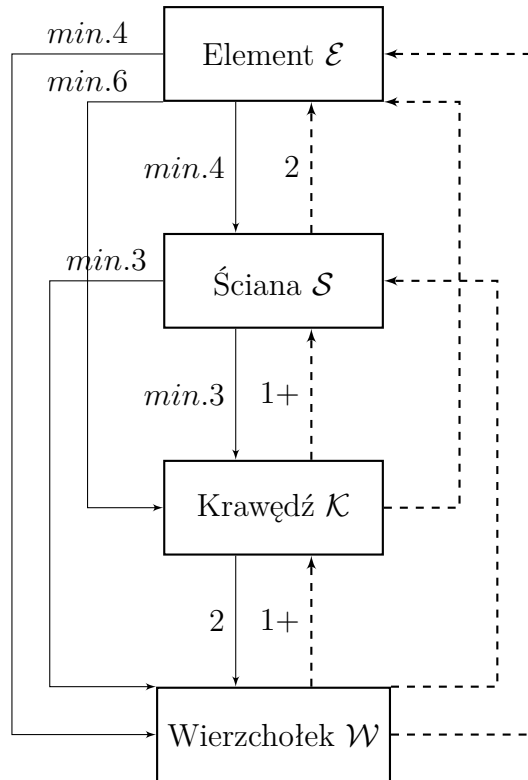 min.4
Element ℰ
min.6
min.4
2
min.3
Ściana 𝒮
min.3
1+
Krawędź 𝒦
2
1+
Wierzchołek 𝒲